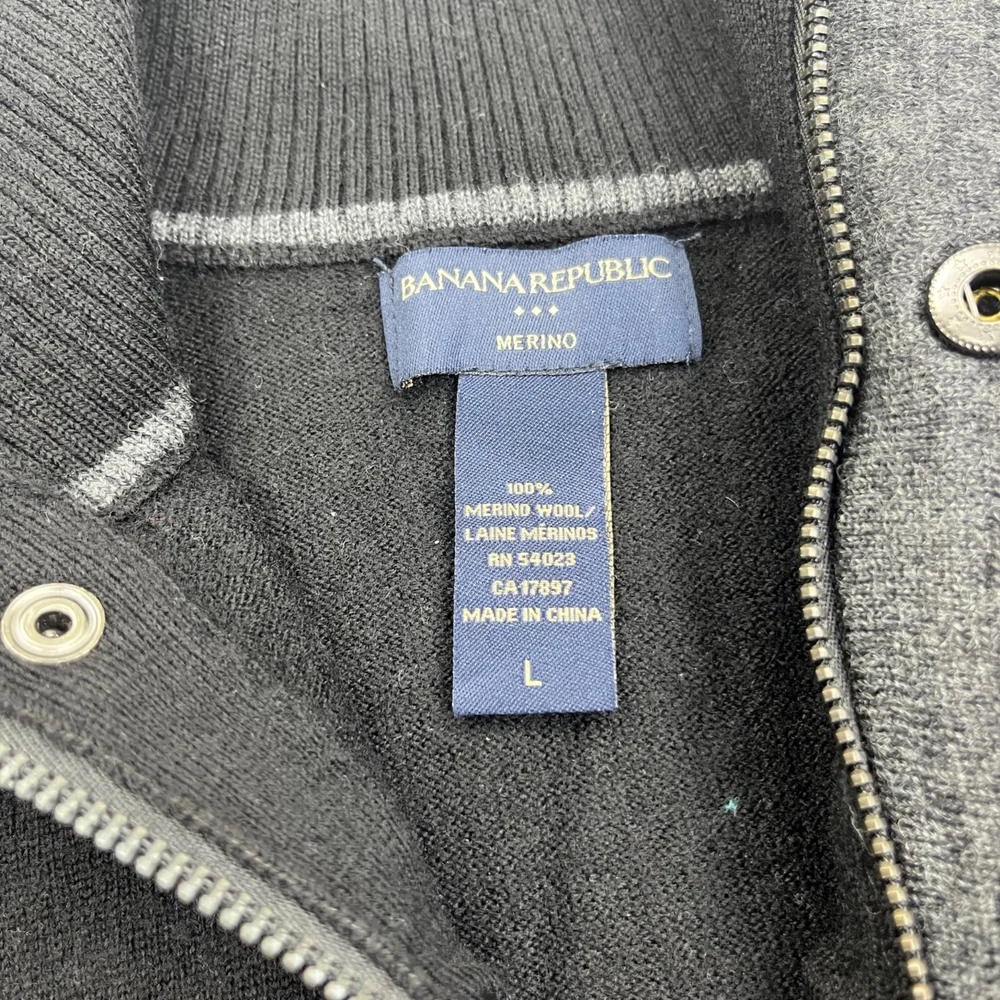 BANANA REPUBLIC
MERINO
100%
MERINO WOOL/
LAINE MÉRINOS
RN 54023
CA17897
MADE IN CHINA
L